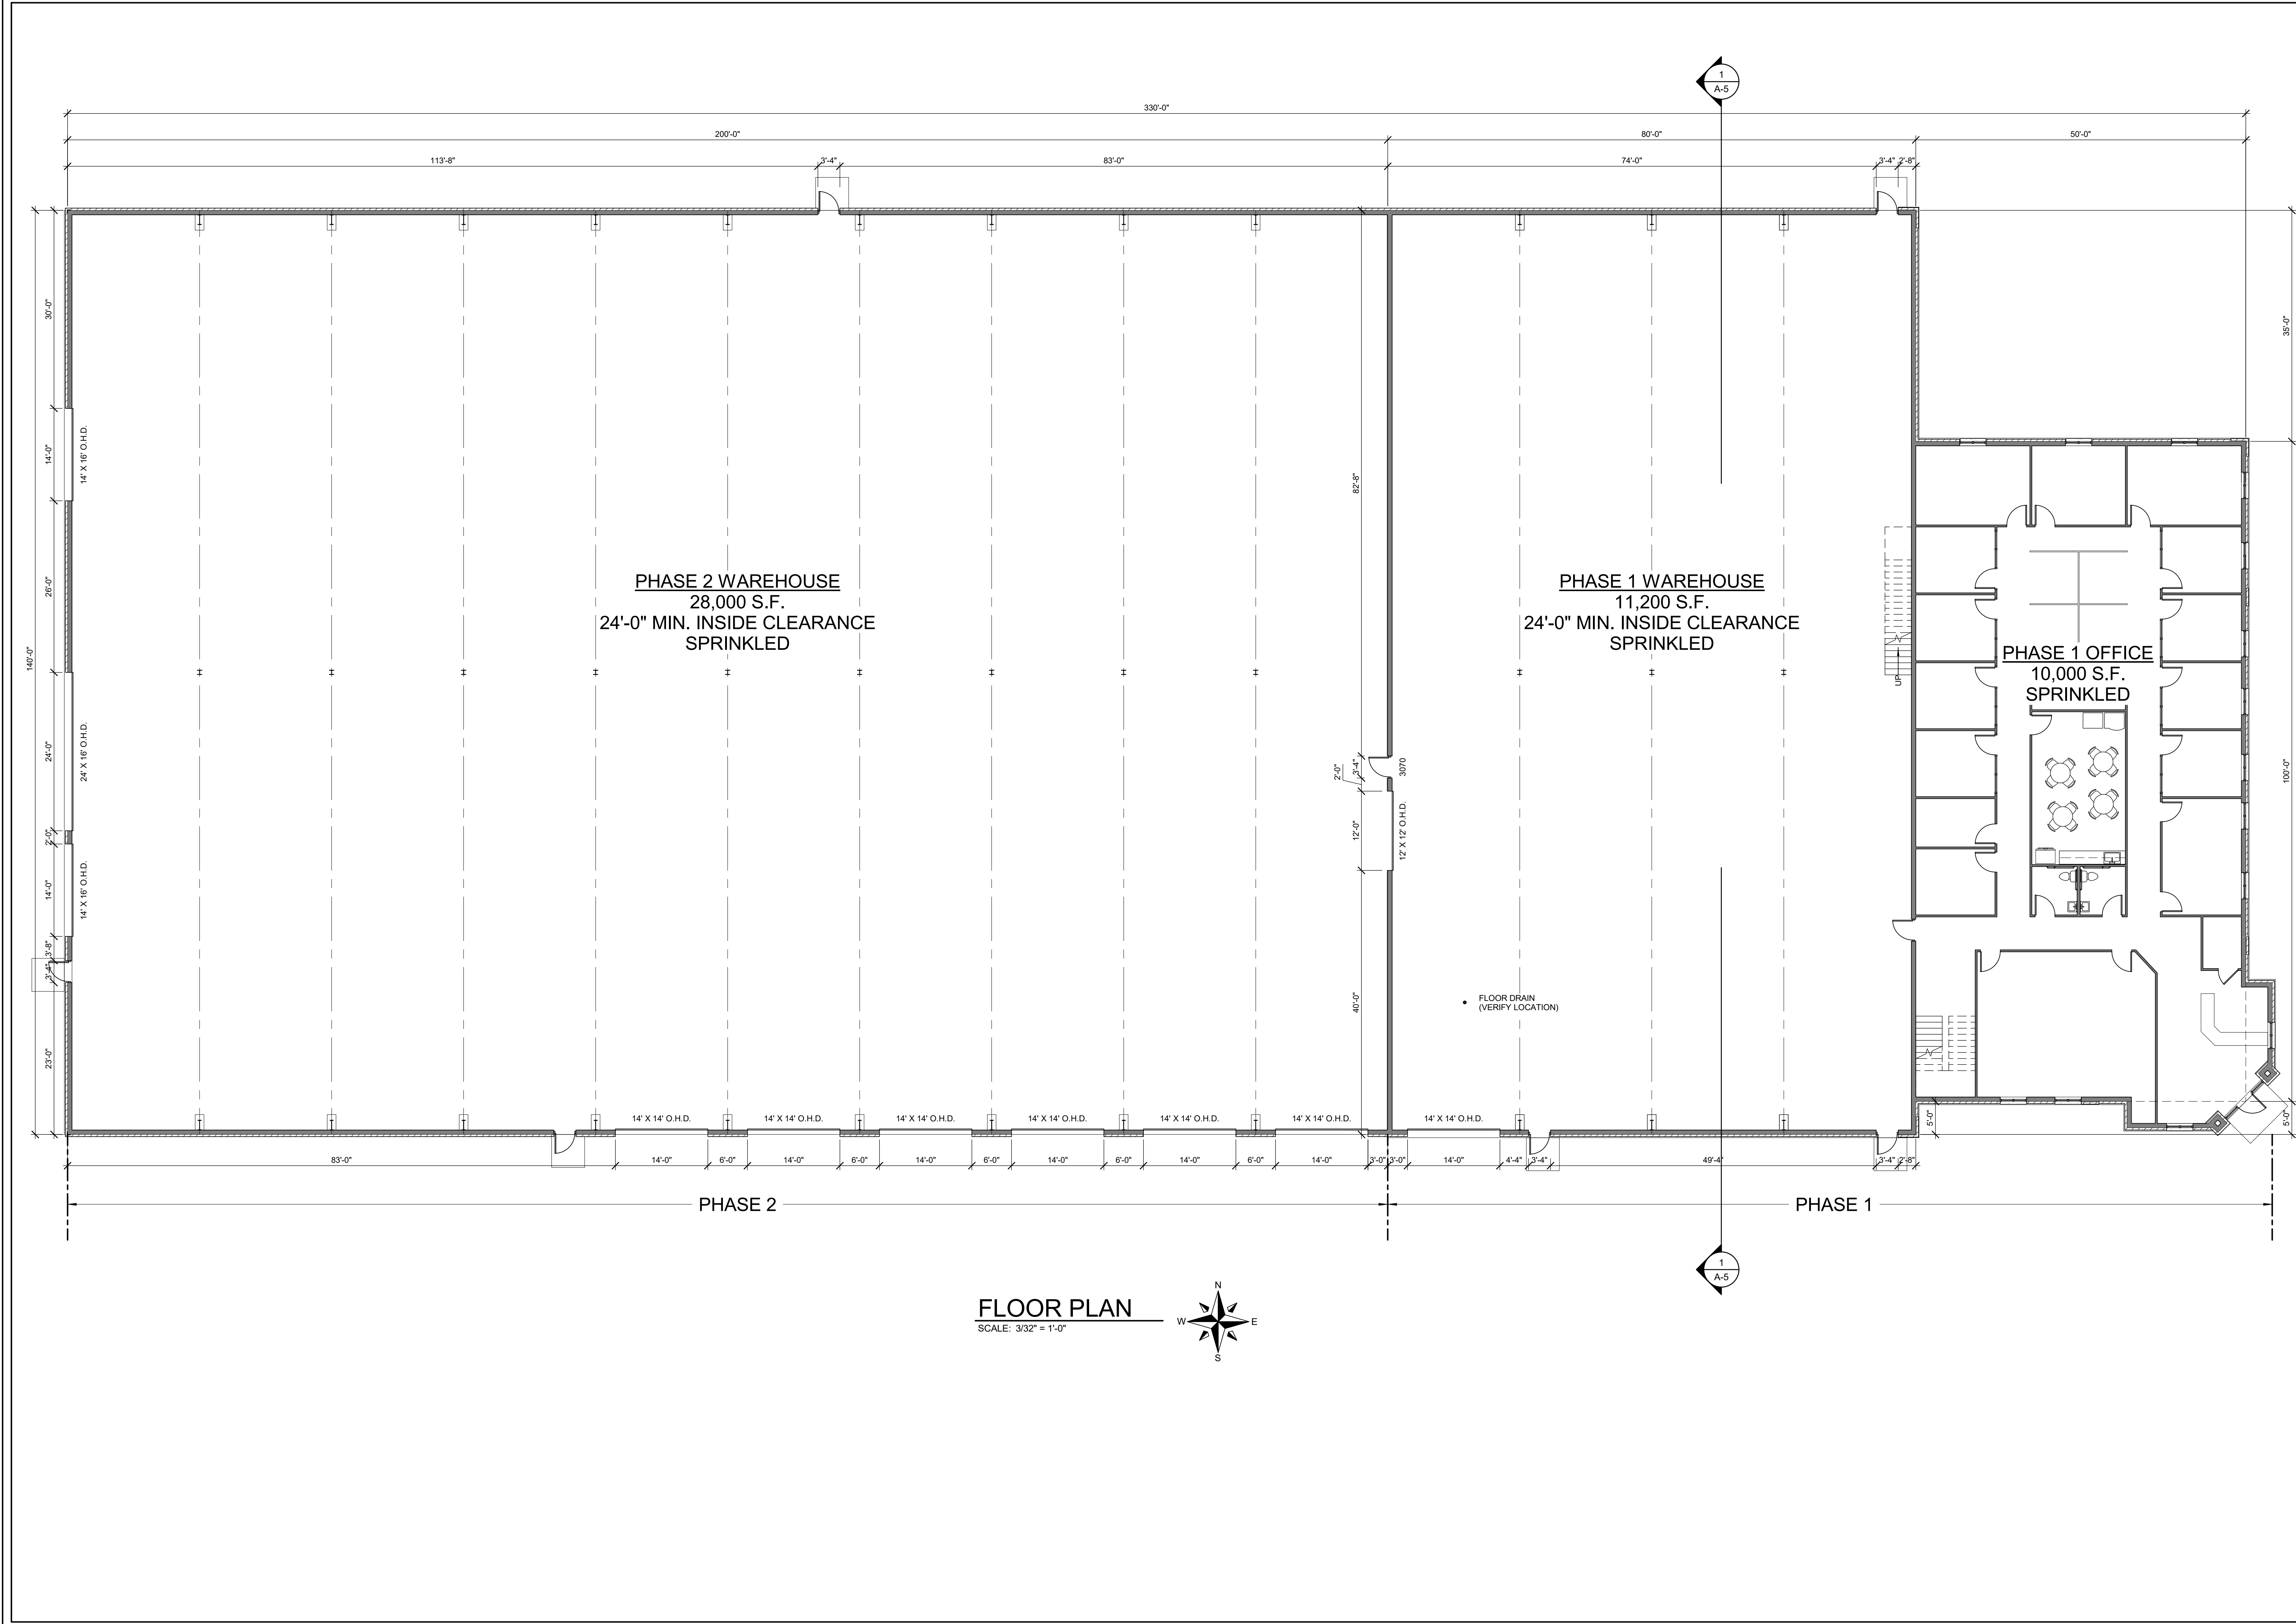 1
A-5
330'-0"
200'-0"
80'-0"
50'-0"
113'-8"
3'-4"
83'-0"
74'-0"
3'-4"
2'-8"
140'-0"
30'-0"
14'-0"
26'-0"
24'-0"
2'-0"
14'-0"
3'-8"
3'-4"
23'-0"
14' X 16' O.H.D.
24' X 16' O.H.D.
14' X 16' O.H.D.
PHASE 2 WAREHOUSE
28,000 S.F.
24'-0" MIN. INSIDE CLEARANCE
SPRINKLED
82'-8"
2'-0"
3'-4"
12'-0"
40'-0"
3070
12' X 12' O.H.D.
PHASE 1 WAREHOUSE
11,200 S.F.
24'-0" MIN. INSIDE CLEARANCE
SPRINKLED
UP
PHASE 1 OFFICE
10,000 S.F.
SPRINKLED
35'-0"
100'-0"
5'-0"
5'-0"
FLOOR DRAIN
(VERIFY LOCATION)
14' X 14' O.H.D.
14' X 14' O.H.D.
14' X 14' O.H.D.
14' X 14' O.H.D.
14' X 14' O.H.D.
14' X 14' O.H.D.
14' X 14' O.H.D.
83'-0"
14'-0"
6'-0"
14'-0"
6'-0"
14'-0"
6'-0"
14'-0"
6'-0"
14'-0"
6'-0"
14'-0"
3'-0"
3'-0"
14'-0"
4'-4"
3'-4"
49'-4"
3'-4"
2'-8"
PHASE 2
PHASE 1
1
A-5
FLOOR PLAN
SCALE: 3/32" = 1'-0"
N
W
E
S